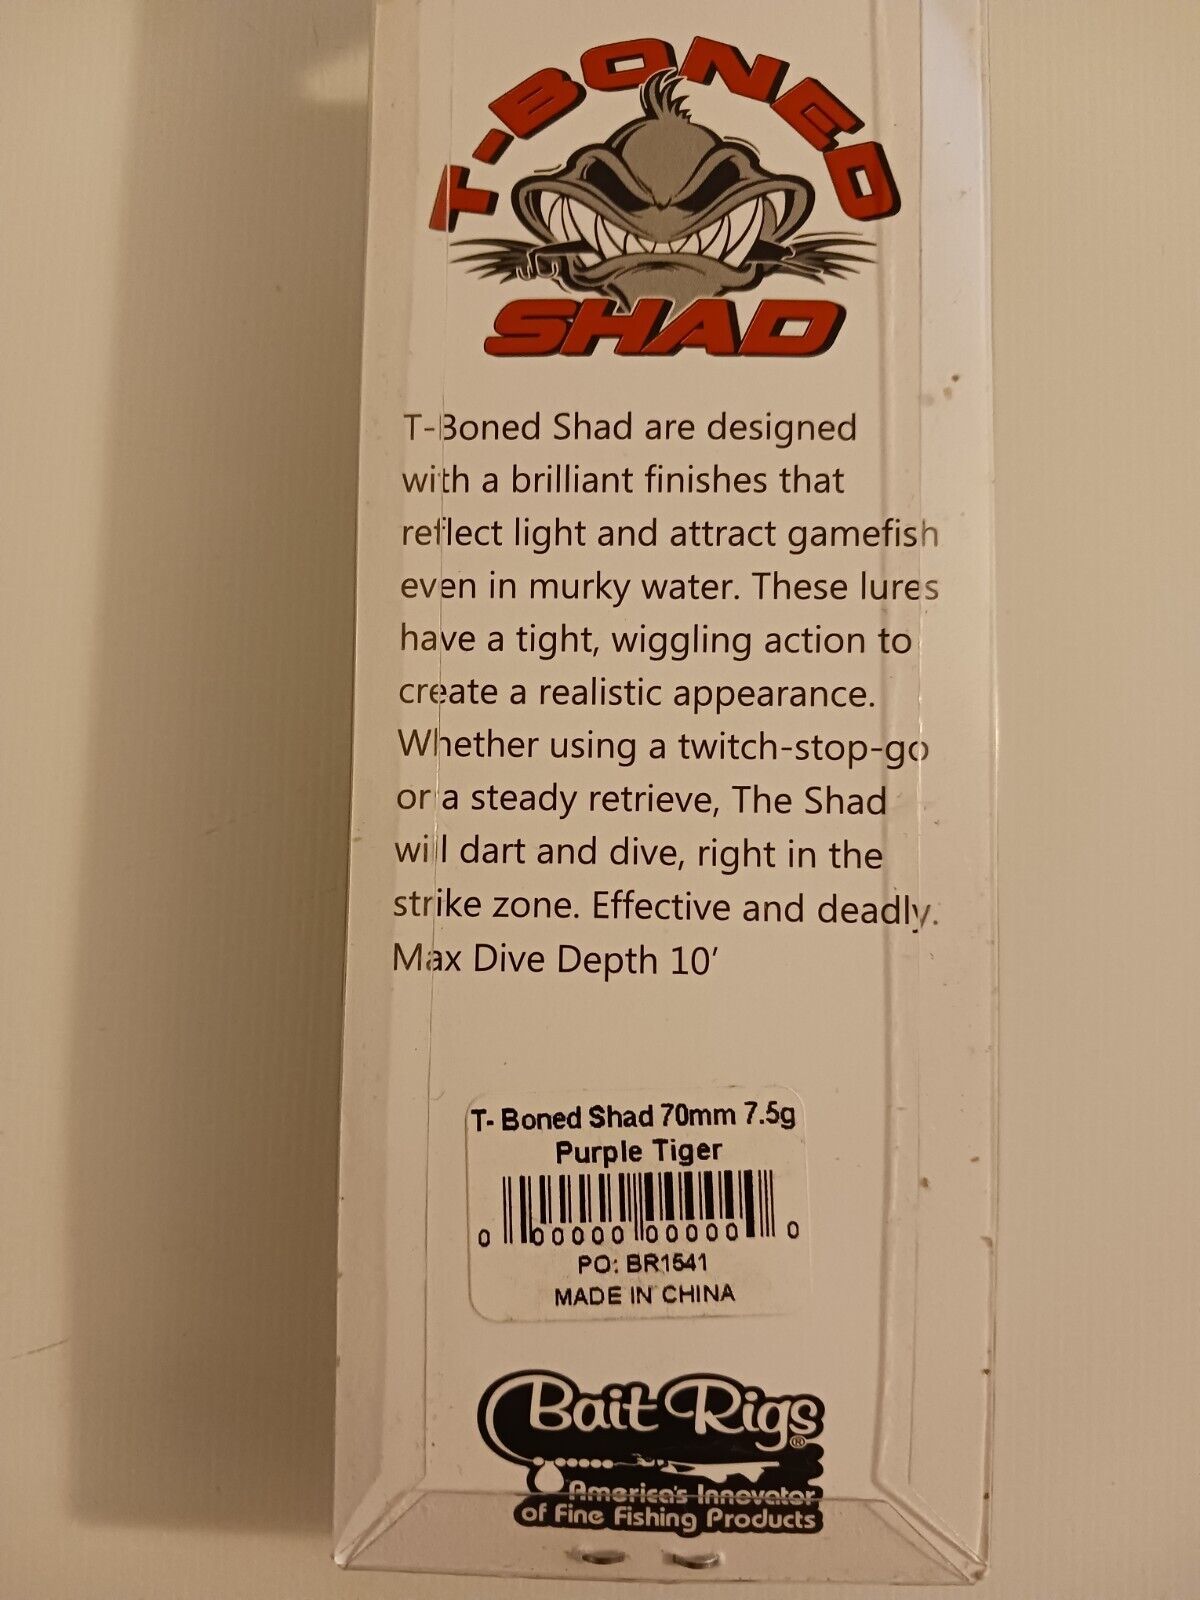 T-BONED
SHAD
T-Boned Shad are designed
with a brilliant finishes that
reflect light and attract gamefish
even in murky water. These lures
have a tight, wiggling action to
create a realistic appearance.
Whether using a twitch-stop-go
or a steady retrieve, The Shad
will dart and dive, right in the
strike zone. Effective and deadly.
Max Dive Depth 10'
T- Boned Shad 70mm 7.5g
Purple Tiger
0 00000 00000 0
PO: BR1541
MADE IN CHINA
Bait Rigs®
America's Innovator
of Fine Fishing Products